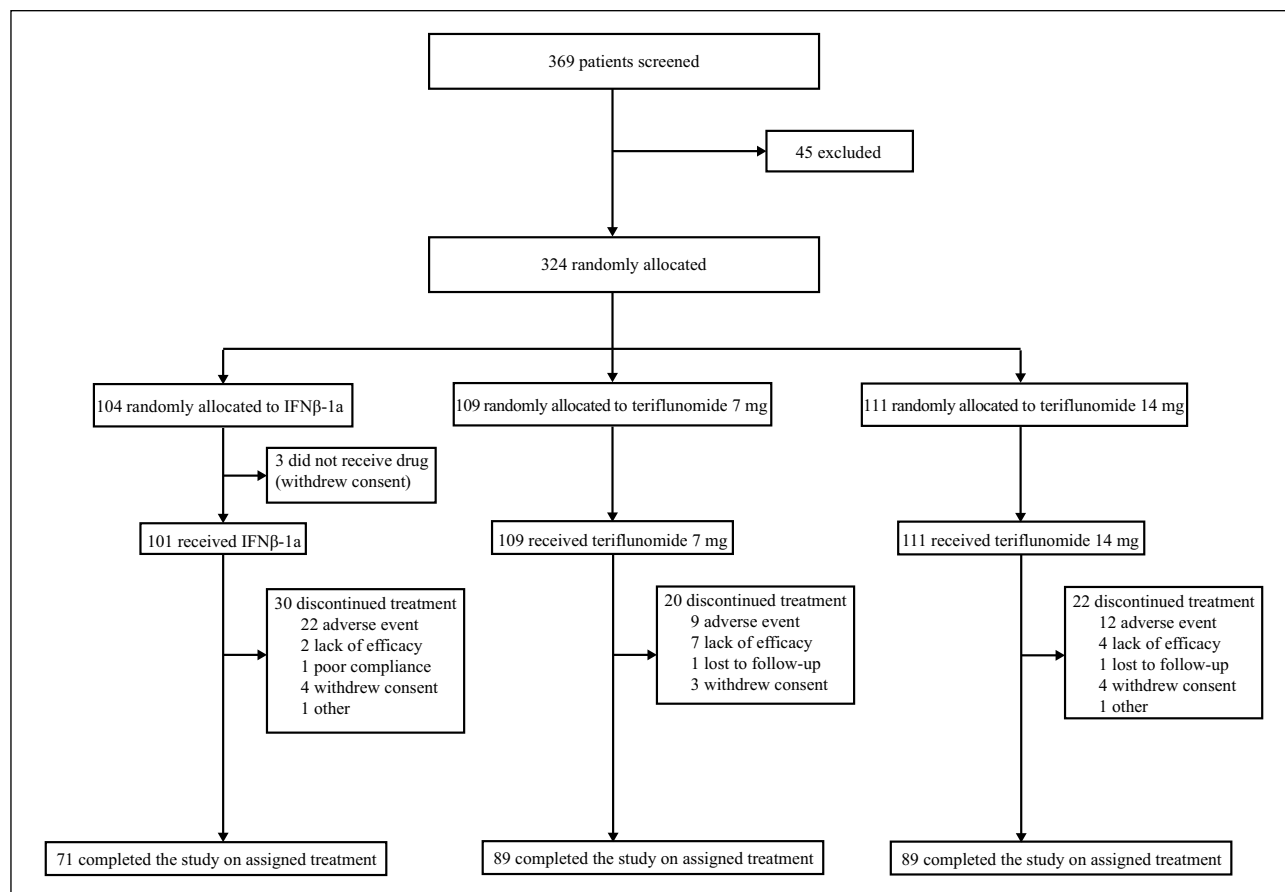 369 patients screened
45 excluded
324 randomly allocated
104 randomly allocated to IFNβ-1a
109 randomly allocated to teriflunomide 7 mg
111 randomly allocated to teriflunomide 14 mg
3 did not receive drug
(withdrew consent)
101 received IFNβ-1a
109 received teriflunomide 7 mg
111 received teriflunomide 14 mg
30 discontinued treatment
22 adverse event
2 lack of efficacy
1 poor compliance
4 withdrew consent
1 other
20 discontinued treatment
9 adverse event
7 lack of efficacy
1 lost to follow-up
3 withdrew consent
22 discontinued treatment
12 adverse event
4 lack of efficacy
1 lost to follow-up
4 withdrew consent
1 other
71 completed the study on assigned treatment
89 completed the study on assigned treatment
89 completed the study on assigned treatment